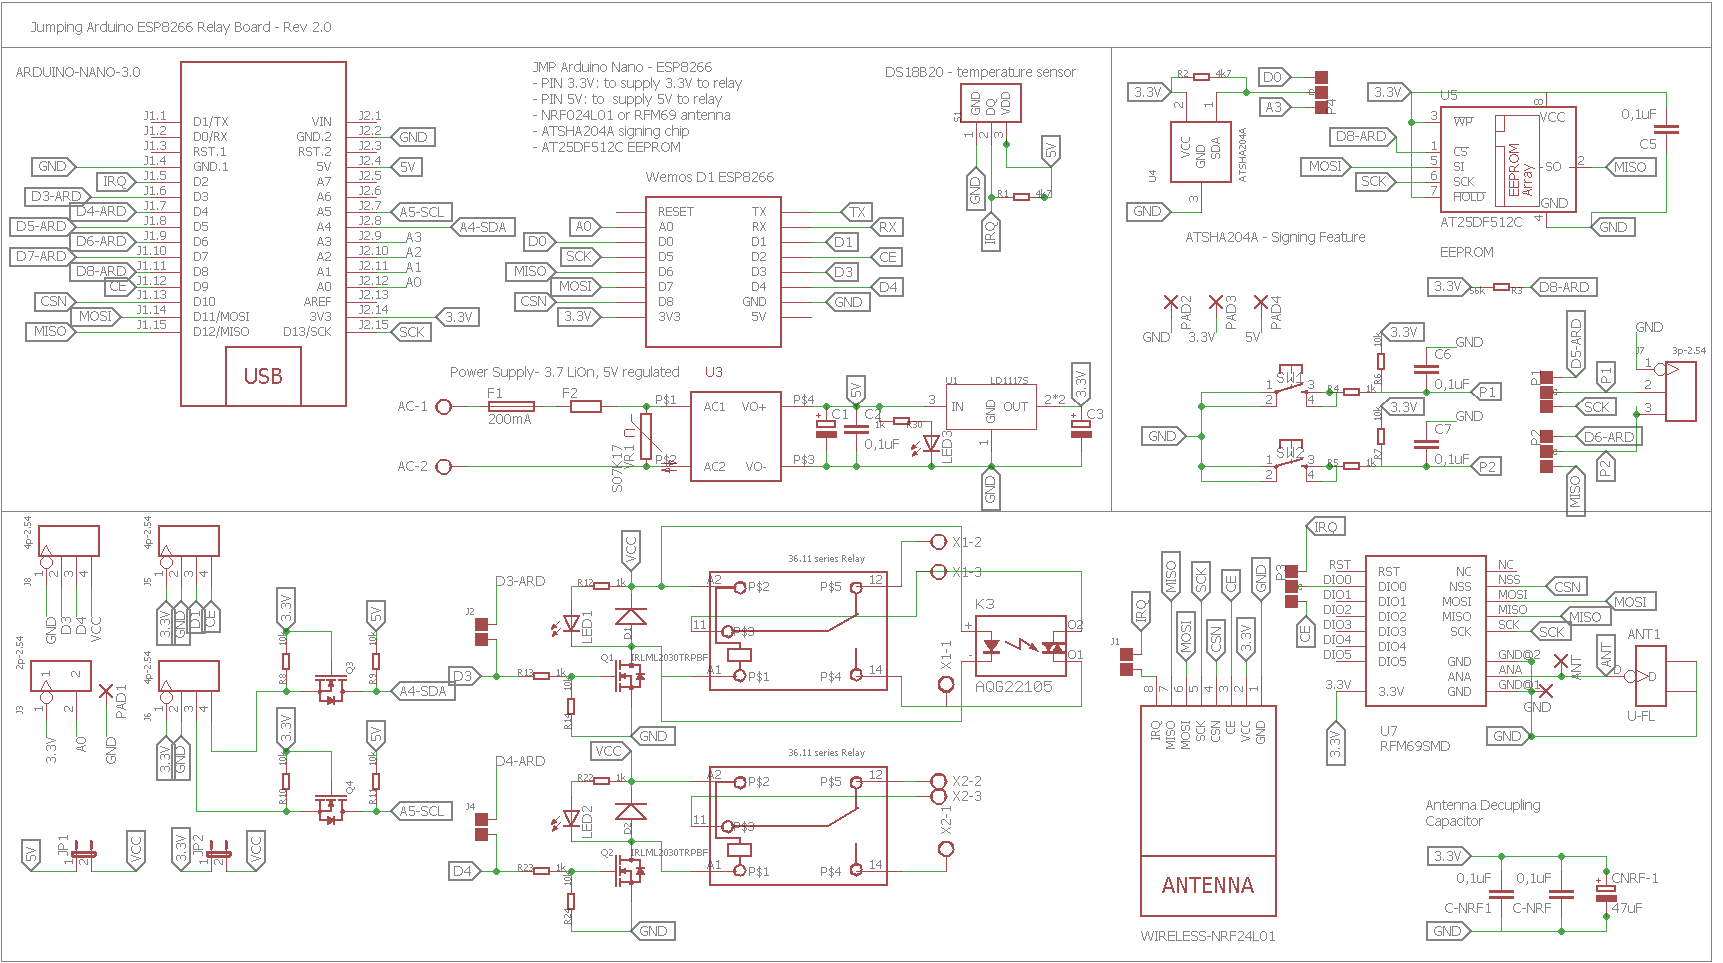 Jumping Arduino ESP8266 Relay Board - Rev 2.0
ARDUINO-NANO-3.0
J1.1 D1/TX VIN J2.1
J1.2 D0/RX GND.2 J2.2 GND
J1.3 RST.1 RST.2 J2.3
GND J1.4 GND.1 5V J2.4 5V
IRQ J1.5 D2 A7 J2.5
D3-ARD J1.6 D3 A6 J2.6
D4-ARD J1.7 D4 A5 J2.7 A5-SCL
D5-ARD J1.8 D5 A4 J2.8 A4-SDA
D6-ARD J1.9 D6 A3 J2.9 A3
D7-ARD J1.10 D7 A2 J2.10 A2
D8-ARD J1.11 D8 A1 J2.11 A1
CE J1.12 D9 A0 J2.12 A0
CSN J1.13 D10 AREF J2.13
MOSI J1.14 D11/MOSI 3V3 J2.14 3.3V
MISO J1.15 D12/MISO D13/SCK J2.15 SCK
USB
JMP Arduino Nano - ESP8266
- PIN 3.3V: to supply 3.3V to relay
- PIN 5V: to supply 5V to relay
- NRF024L01 or RFM69 antenna
- ATSHA204A signing chip
- AT25DF512C EEPROM
Wemos D1 ESP8266
RESET TX TX
A0 A0 RX RX
D0 D0 D1 D1
SCK D5 D2 CE
MISO D6 D3 D3
MOSI D7 D4 D4
CSN D8 GND GND
3.3V 3V3 5V
DS18B20 - temperature sensor
S1 GND DQ VDD
1 2 3
5V
GND
R1 4k7
IRQ
Power Supply- 3.7 LiOn, 5V regulated
U3
AC-1 F1 200mA F2
P$1 AC1 VO+ P$4
AC-2 P$2 AC2 VO- P$3
S07K17 VR1
5V C1 C2 0,1uF
1k R30 LED3
U1 LD1117S
3 IN GND OUT 2*2
1
GND
3.3V C3
R2 4k7 D0
3.3V A3 P4
2 1
VCC GND SDA
U4 ATSHA204A
3
GND
ATSHA204A - Signing Feature
U5
3.3V
8 VCC
3 WP
D8-ARD 1 CS
MOSI 5 SI
SCK 6 SCK
7 HOLD
EEPROM Array
SO 2 MISO
GND 4 GND
0,1uF C5
AT25DF512C
EEPROM
3.3V 56k R3 D8-ARD
PAD2 PAD3 PAD4
GND 3.3V 5V
3.3V GND
10k R6 C6 0,1uF
SW1 1 2 3 4
R4 1k P1
3.3V GND
GND
10k R7 C7 0,1uF
SW2 1 2 3 4
R5 1k P2
D5-ARD P1 P1
SCK
P2 D6-ARD
P2
MISO
GND J7 3p-2.54
1
2
3
4p-2.54 J8
1 2 3 4
GND D3 D4 VCC
4p-2.54 J5
1 2 3 4
3.3V GND D1 CE
2p-2.54 J3
1 2
3.3V A0
PAD1 GND
4p-2.54 J6
1 2 3 4
3.3V GND
3.3V 5V
10k R8 Q3 10k R9 A4-SDA
3.3V 5V
10k R10 Q4 10k R11 A5-SCL
5V JP1 1 2 VCC
3.3V JP2 1 2 VCC
D3-ARD
J2
D3 R13 1k
10k R14
R12 1k
LED1 D1
VCC
Q1 IRLML2030TRPBF
GND
36.11 series Relay
A2 P$2 P$5 12
11 P$3
A1 P$1 P$4 14
X1-2
X1-3
X1-1
K3
+ O2
- O1
AQG22105
D4-ARD
J4
D4 R23 1k
10k R24
VCC
R22 1k
LED2 D2
Q2 IRLML2030TRPBF
GND
36.11 series Relay
A2 P$2 P$5 12
11 P$3
A1 P$1 P$4 14
X2-2
X2-3
X2-1
IRQ
J1
MISO SCK CE GND
MOSI CSN 3.3V
8 7 6 5 4 3 2 1
IRQ MISO MOSI SCK CSN CE VCC GND
ANTENNA
WIRELESS-NRF24L01
IRQ
P3
CE
RST RST NC NC
DIO0 DIO0 NSS NSS CSN
DIO1 DIO1 MOSI MOSI MOSI
DIO2 DIO2 MISO MISO MISO
DIO3 DIO3 SCK SCK SCK
DIO4 DIO4
DIO5 DIO5 GND GND@2
ANA ANA
3.3V 3.3V GND GND@1
3.3V
U7
RFM69SMD
ANT ANT
GND
GND
ANT1
U-FL
Antenna Decupling
Capacitor
3.3V
0,1uF 0,1uF CNRF-1
C-NRF1 C-NRF 47uF
GND